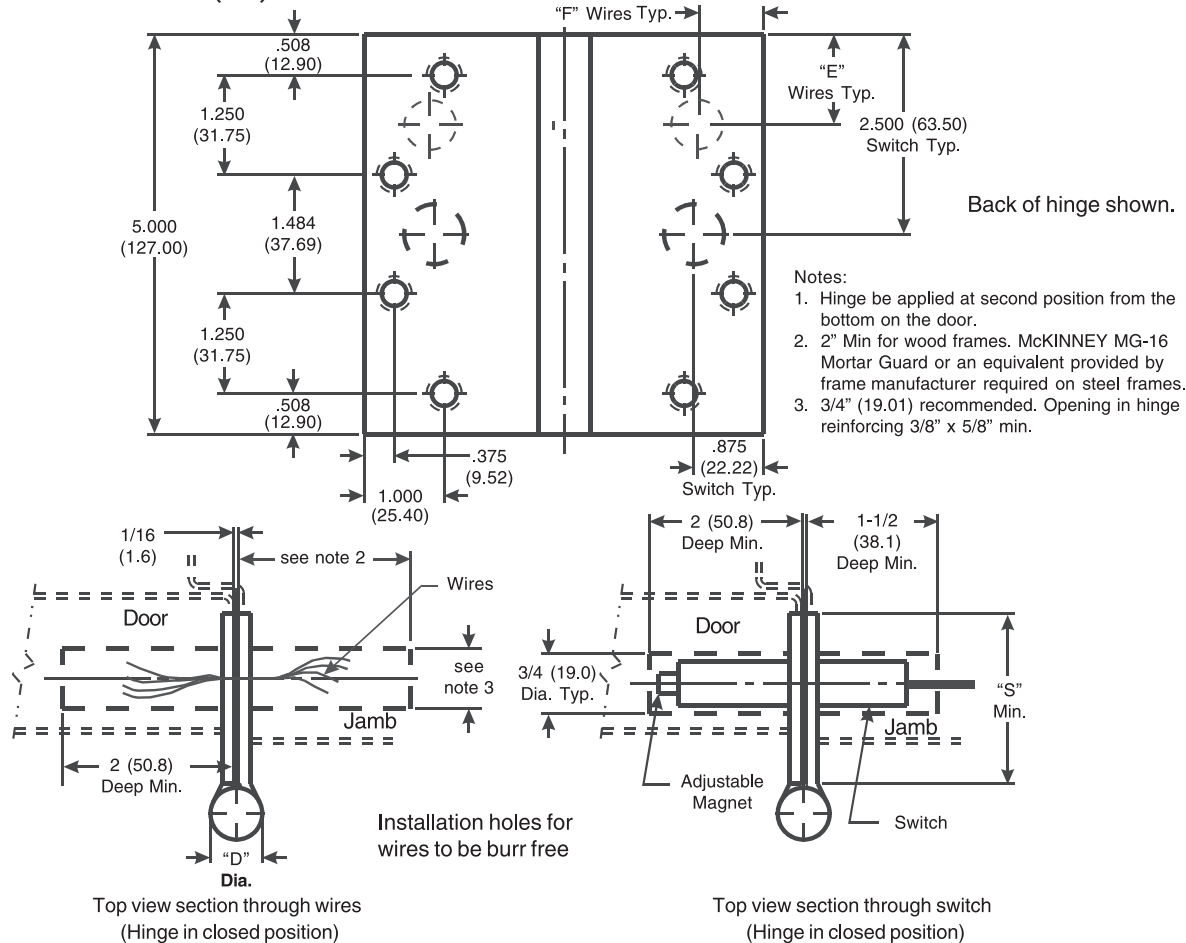 "F" Wires Typ.
.508
(12.90)
"E"
Wires Typ.
1.250
(31.75)
2.500 (63.50)
Switch Typ.
Back of hinge shown.
5.000
(127.00)
1.484
(37.69)
Notes:
1. Hinge be applied at second position from the
bottom on the door.
2. 2" Min for wood frames. McKINNEY MG-16
Mortar Guard or an equivalent provided by
frame manufacturer required on steel frames.
3. 3/4" (19.01) recommended. Opening in hinge
reinforcing 3/8" x 5/8" min.
1.250
(31.75)
.508
(12.90)
.375
(9.52)
1.000
(25.40)
.875
(22.22)
Switch Typ.
1/16
(1.6)
see note 2
Wires
Door
see
note 3
Jamb
2 (50.8)
Deep Min.
"D"
Dia.
Installation holes for
wires to be burr free
Top view section through wires
(Hinge in closed position)
2 (50.8)
Deep Min.
1-1/2
(38.1)
Deep Min.
Door
3/4 (19.0)
Dia. Typ.
"S"
Min.
Jamb
Adjustable
Magnet
Switch
Top view section through switch
(Hinge in closed position)